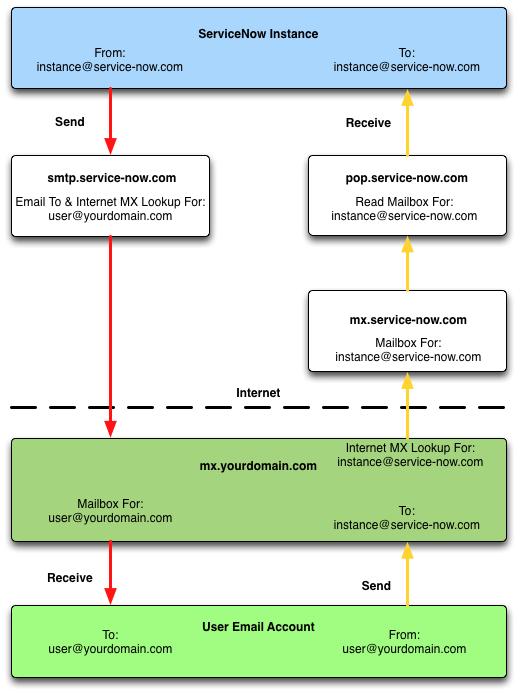 ServiceNow Instance
From:
instance@service-now.com
To:
instance@service-now.com
Send
Receive
smtp.service-now.com
Email To & Internet MX Lookup For:
user@yourdomain.com
pop.service-now.com
Read Mailbox For:
instance@service-now.com
mx.service-now.com
Mailbox For:
instance@service-now.com
Internet
Internet MX Lookup For:
instance@service-now.com
mx.yourdomain.com
Mailbox For:
user@yourdomain.com
To:
instance@service-now.com
Receive
Send
User Email Account
To:
user@yourdomain.com
From:
user@yourdomain.com